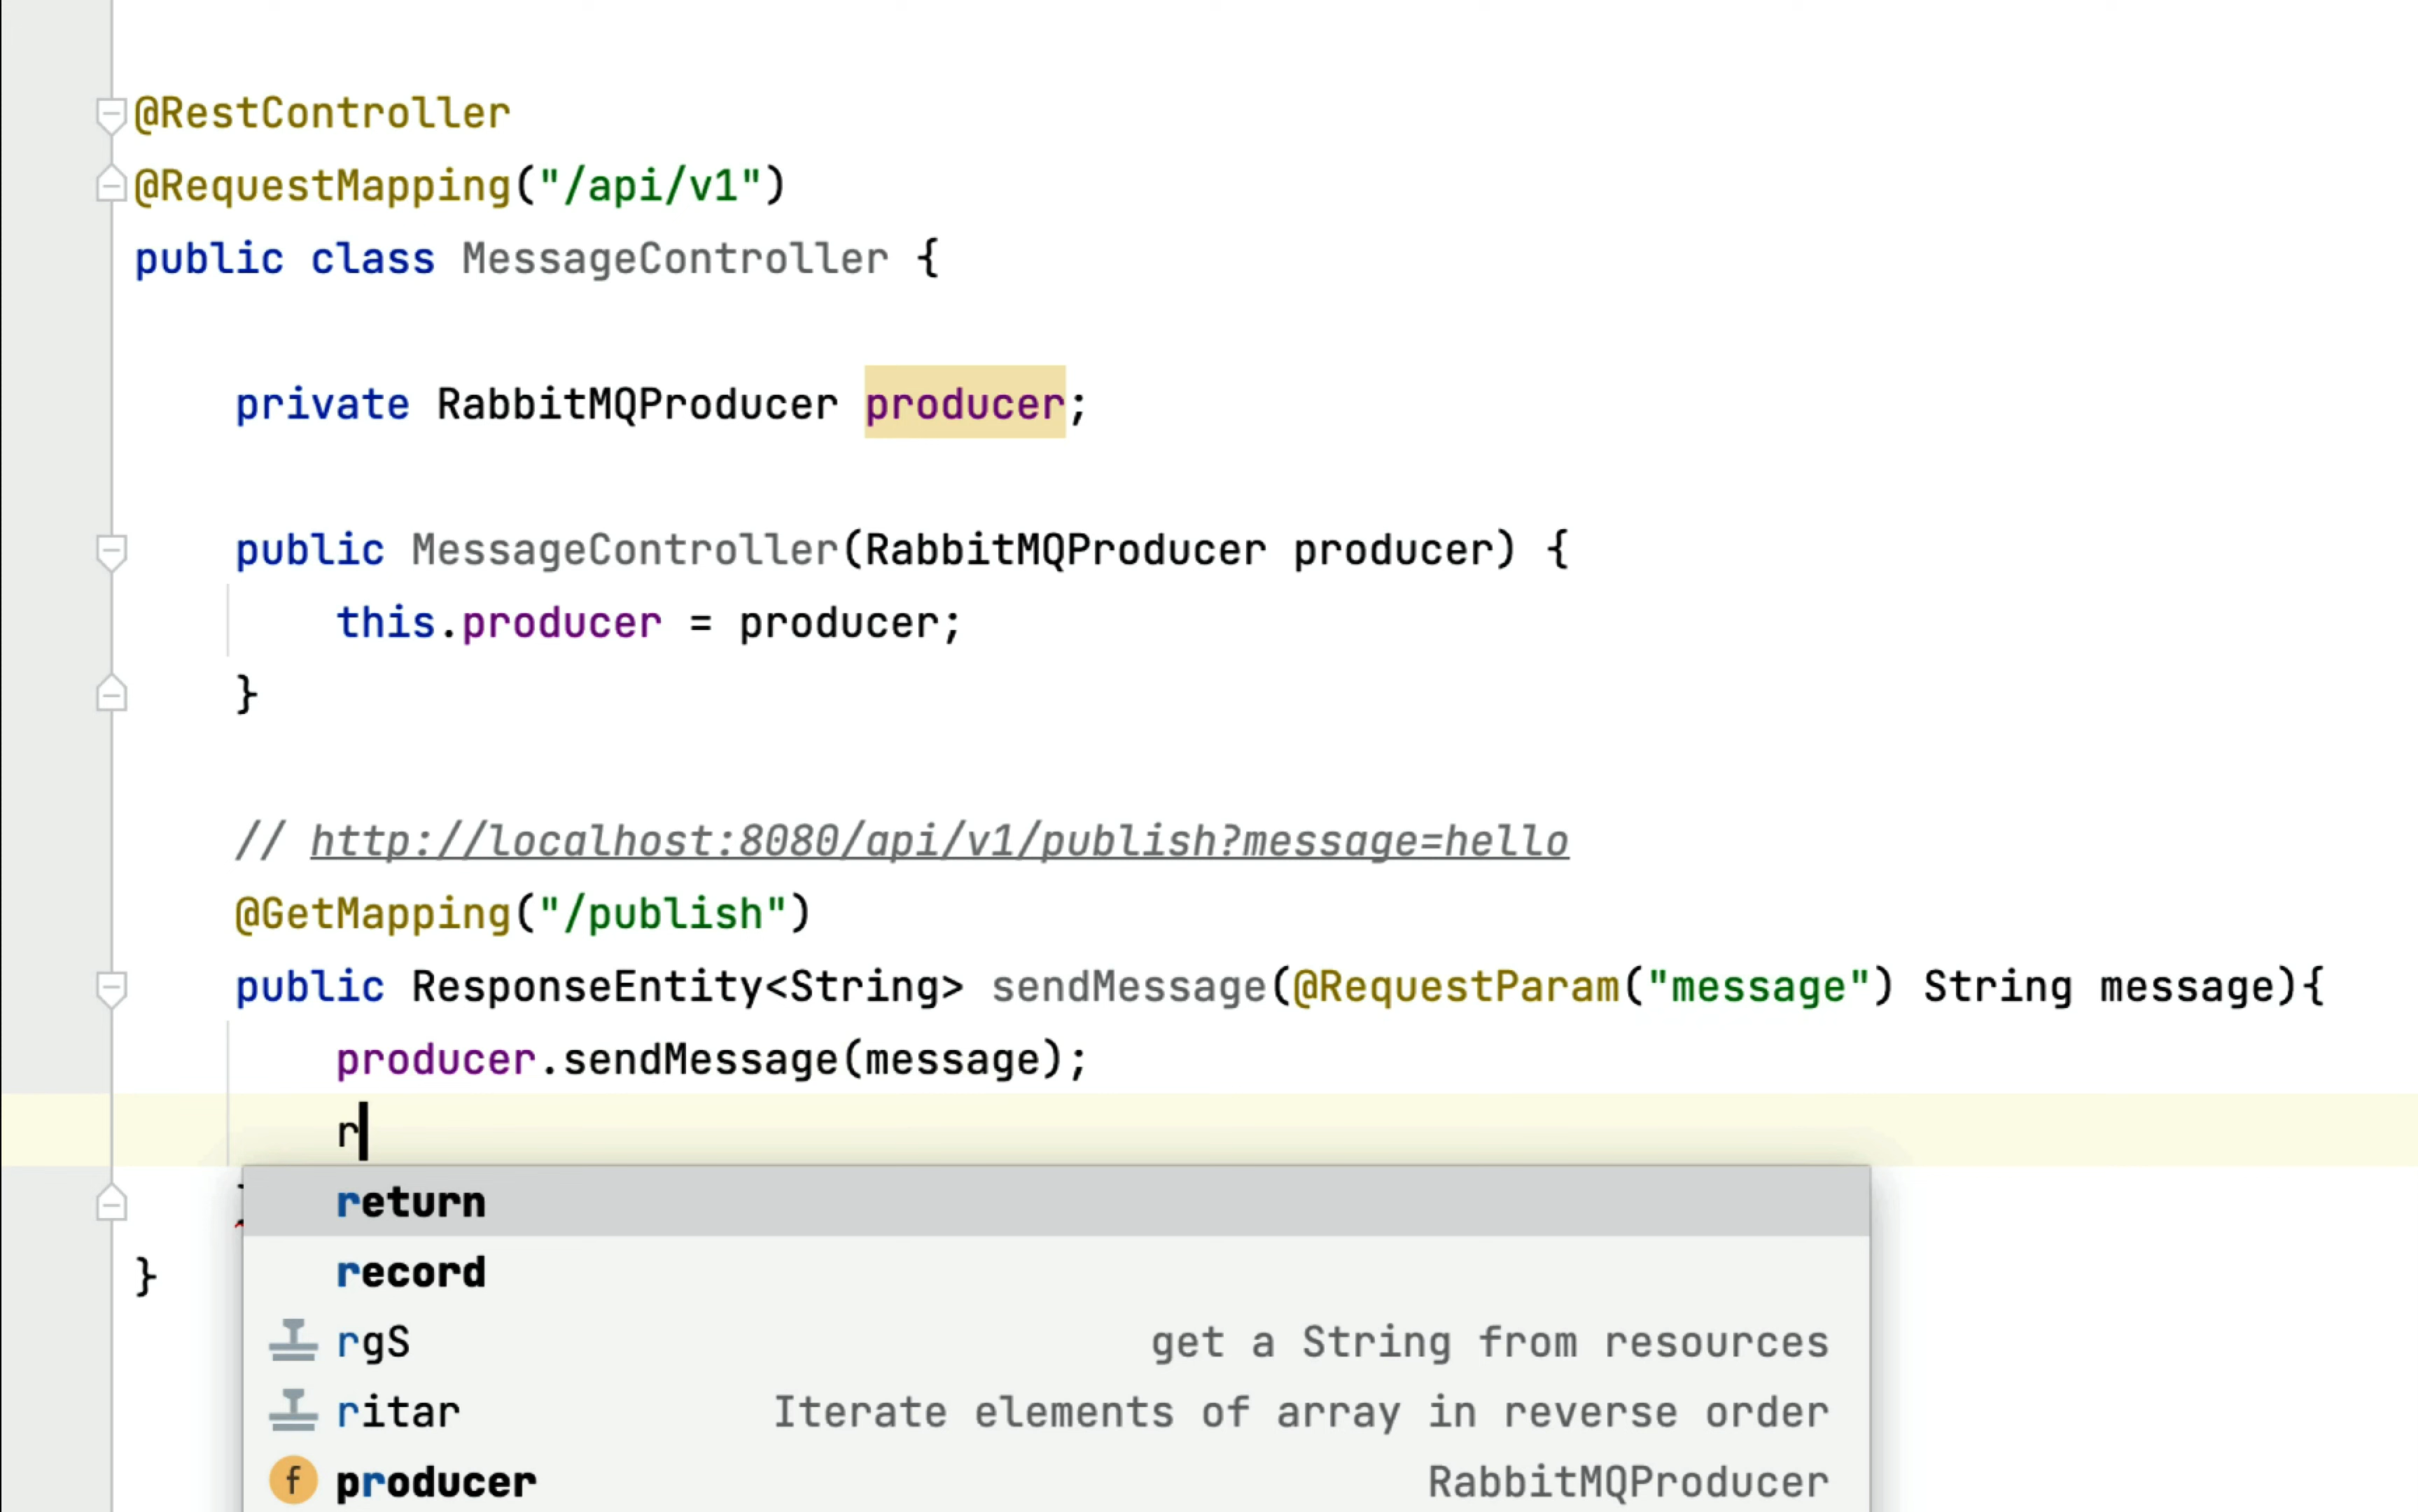 @RestController
@RequestMapping("/api/v1")
public class MessageController {
private RabbitMQProducer producer;
public MessageController(RabbitMQProducer producer) {
this.producer = producer;
}
// http://localhost:8080/api/v1/publish?message=hello
@GetMapping("/publish")
public ResponseEntity<String> sendMessage(@RequestParam("message") String message){
producer.sendMessage(message);
r
return
record
rgS get a String from resources
}
ritar Iterate elements of array in reverse order
f producer RabbitMQProducer